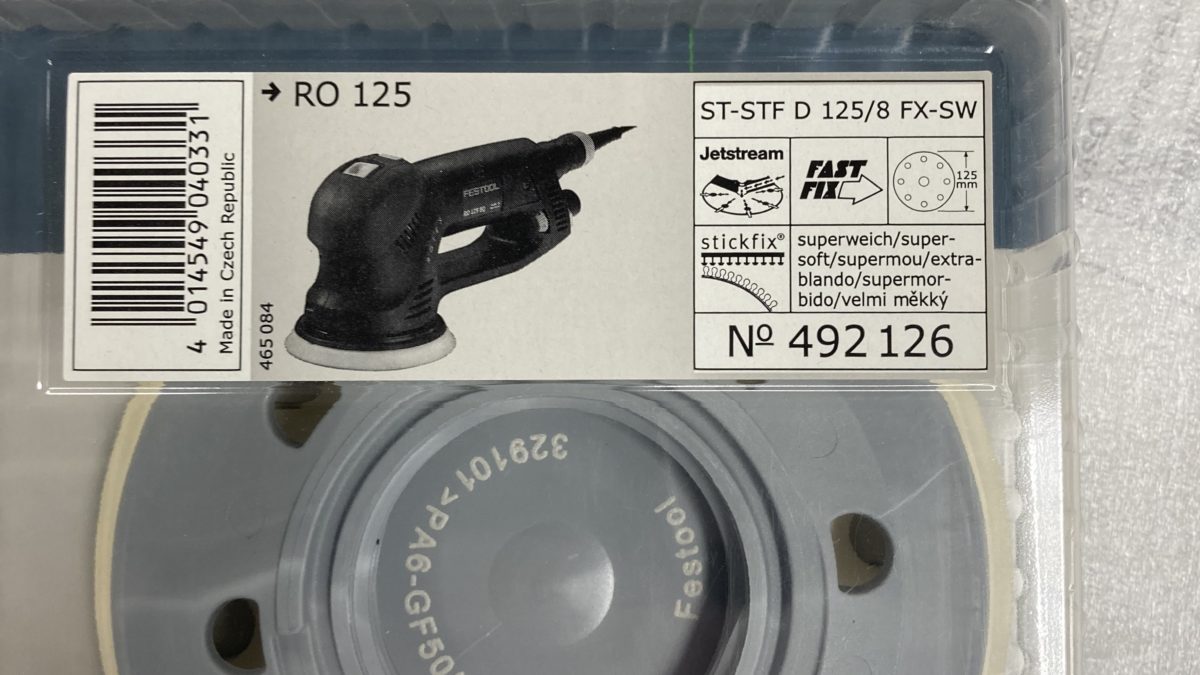 4 014549 040331
Made in Czech Republic
→ RO 125
FESTOOL
465 084
ST-STF D 125/8 FX-SW
Jetstream
FAST
FIX
125
mm
stickfix®
superweich/super-
soft/supermou/extra-
blando/supermor-
bido/velmi měkký
Nº 492 126
329101 >PA6-GF50
Festool